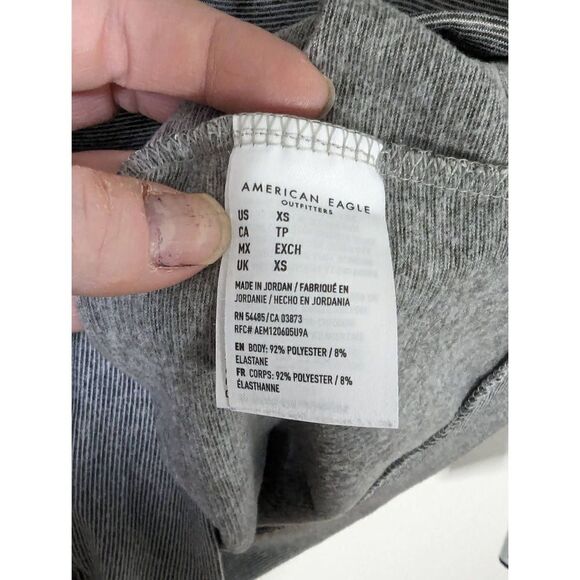 AMERICAN EAGLE
OUTFITTERS
US XS
CA TP
MX EXCH
UK XS
MADE IN JORDAN / FABRIQUÉ EN
JORDANIE / HECHO EN JORDANIA
RN 54485/CA 03873
RFC# AEM120605U9A
EN BODY: 92% POLYESTER / 8%
ELASTANE
FR CORPS: 92% POLYESTER / 8%
ÉLASTHANNE